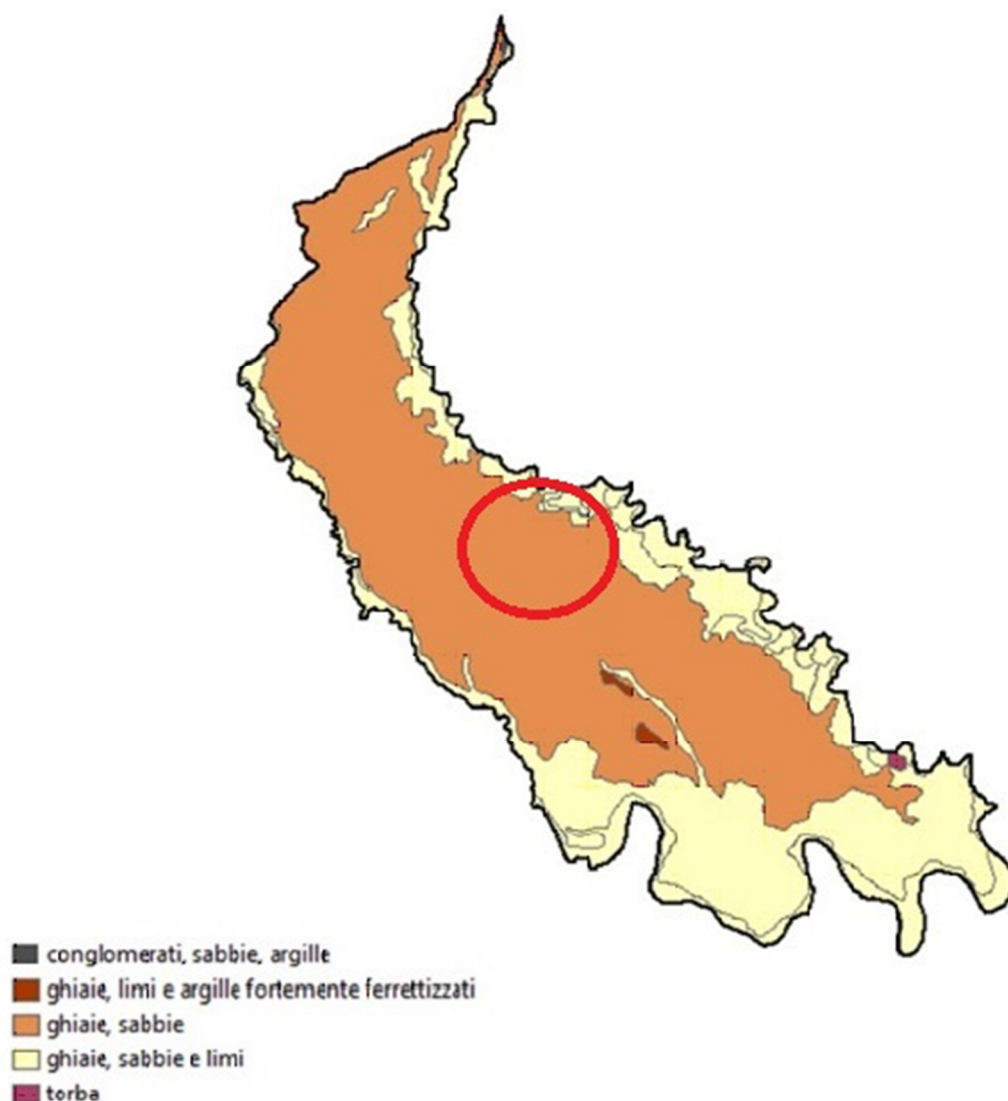 conglomerati, sabbie, argille
ghiaie, limi e argille fortemente ferrettizzati
ghiaie, sabbie
ghiaie, sabbie e limi
torba